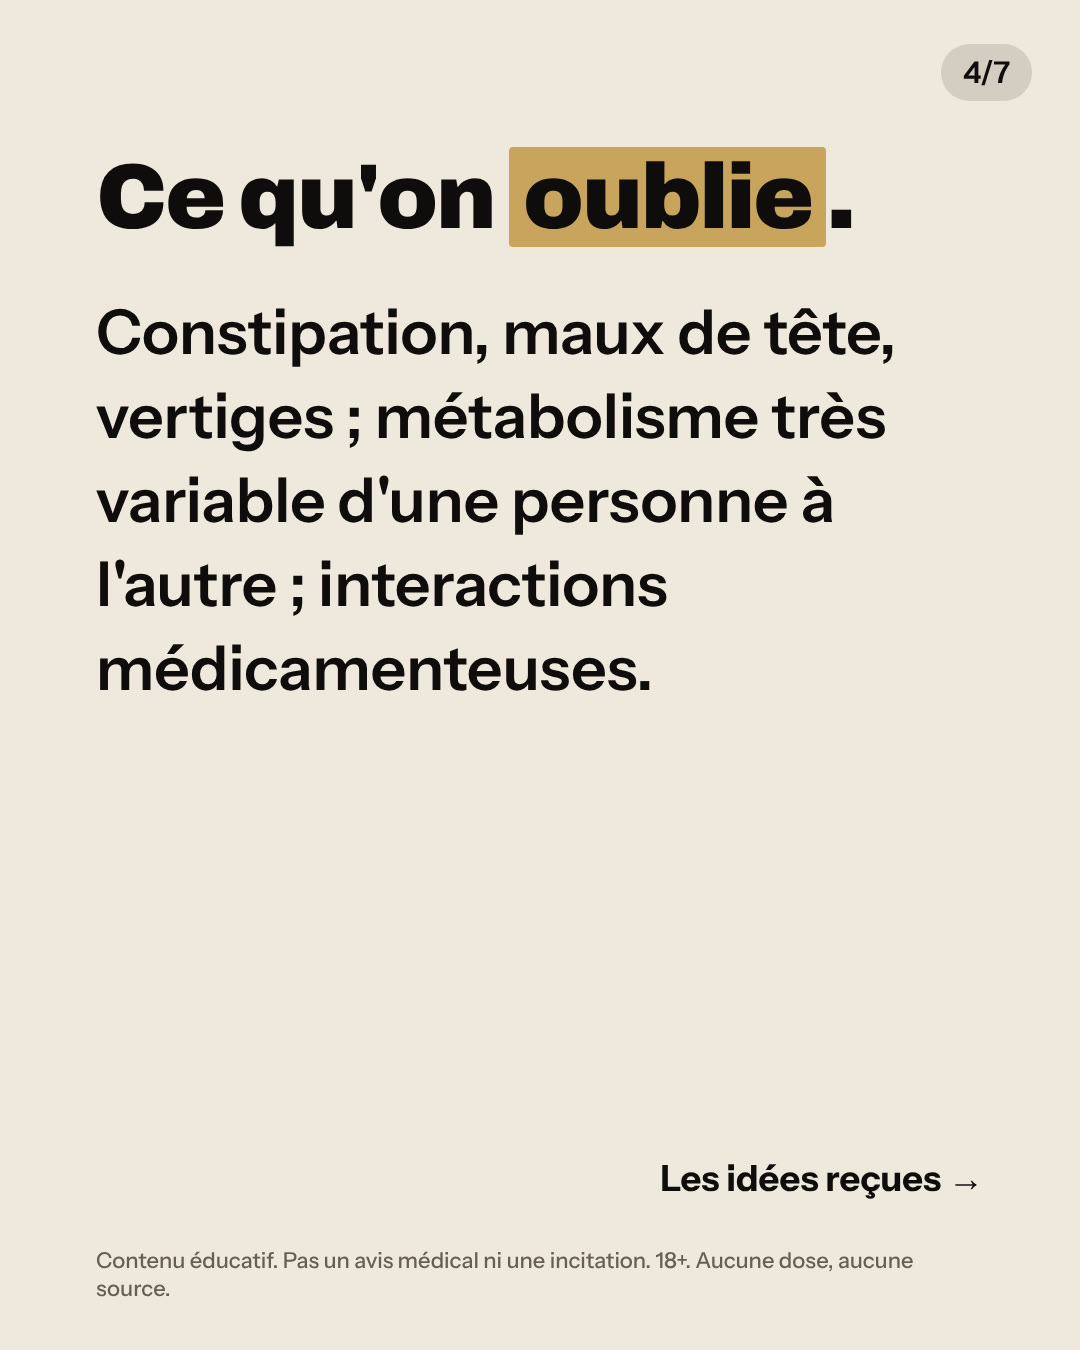 4/7
Ce qu'on oublie.
Constipation, maux de tête,
vertiges ; métabolisme très
variable d'une personne à
l'autre ; interactions
médicamenteuses.
Les idées reçues →
Contenu éducatif. Pas un avis médical ni une incitation. 18+. Aucune dose, aucune
source.